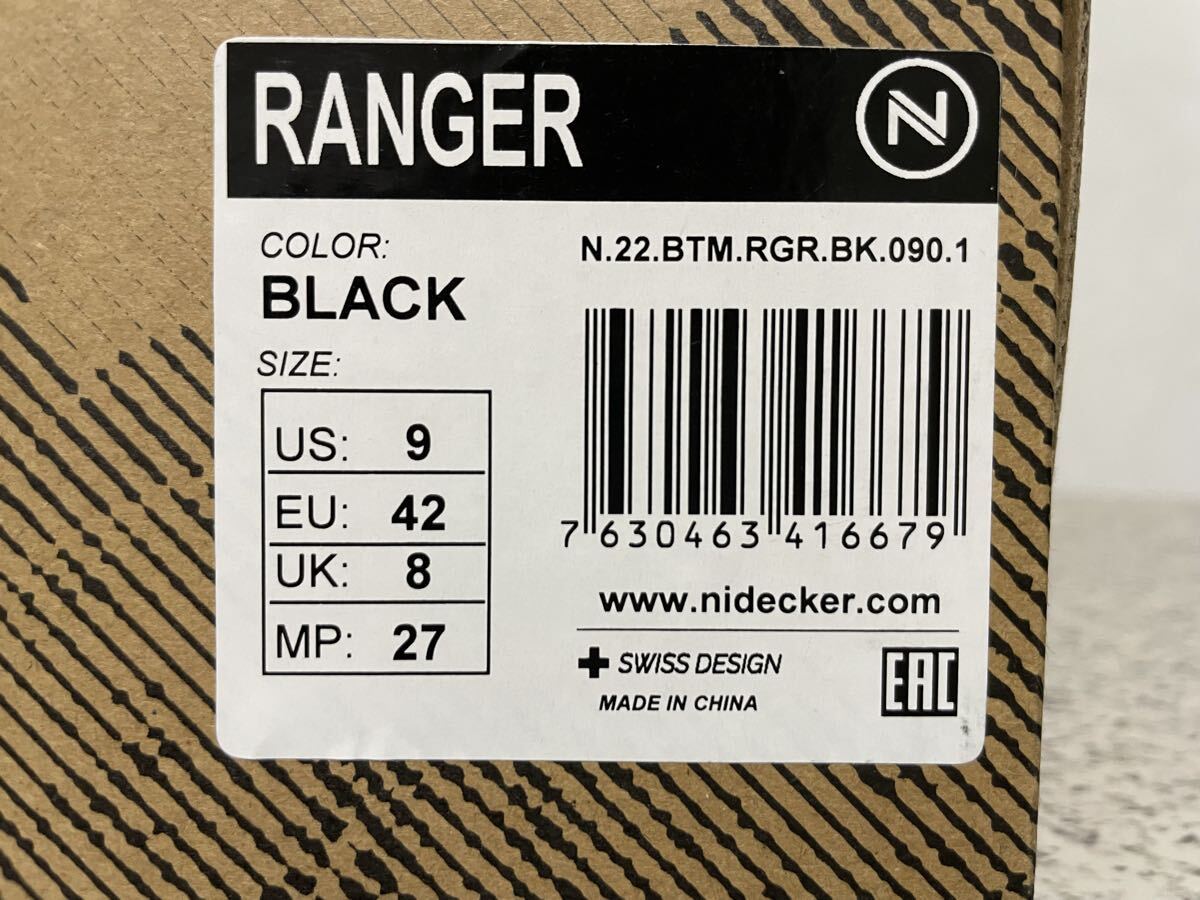 RANGER
N
COLOR:
BLACK
N.22.BTM.RGR.BK.090.1
SIZE:
US: 9
EU: 42
UK: 8
MP: 27
7 630463 416679
www.nidecker.com
SWISS DESIGN
MADE IN CHINA
EAC